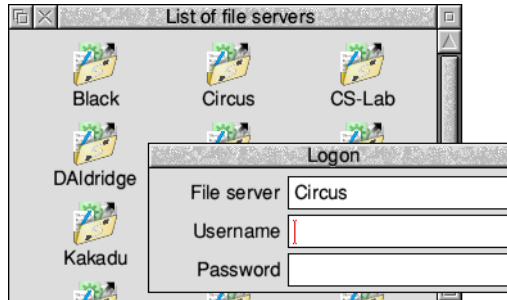 List of file servers
Black Circus CS-Lab
DAldridge
Kakadu
Logon
File server Circus
Username
Password